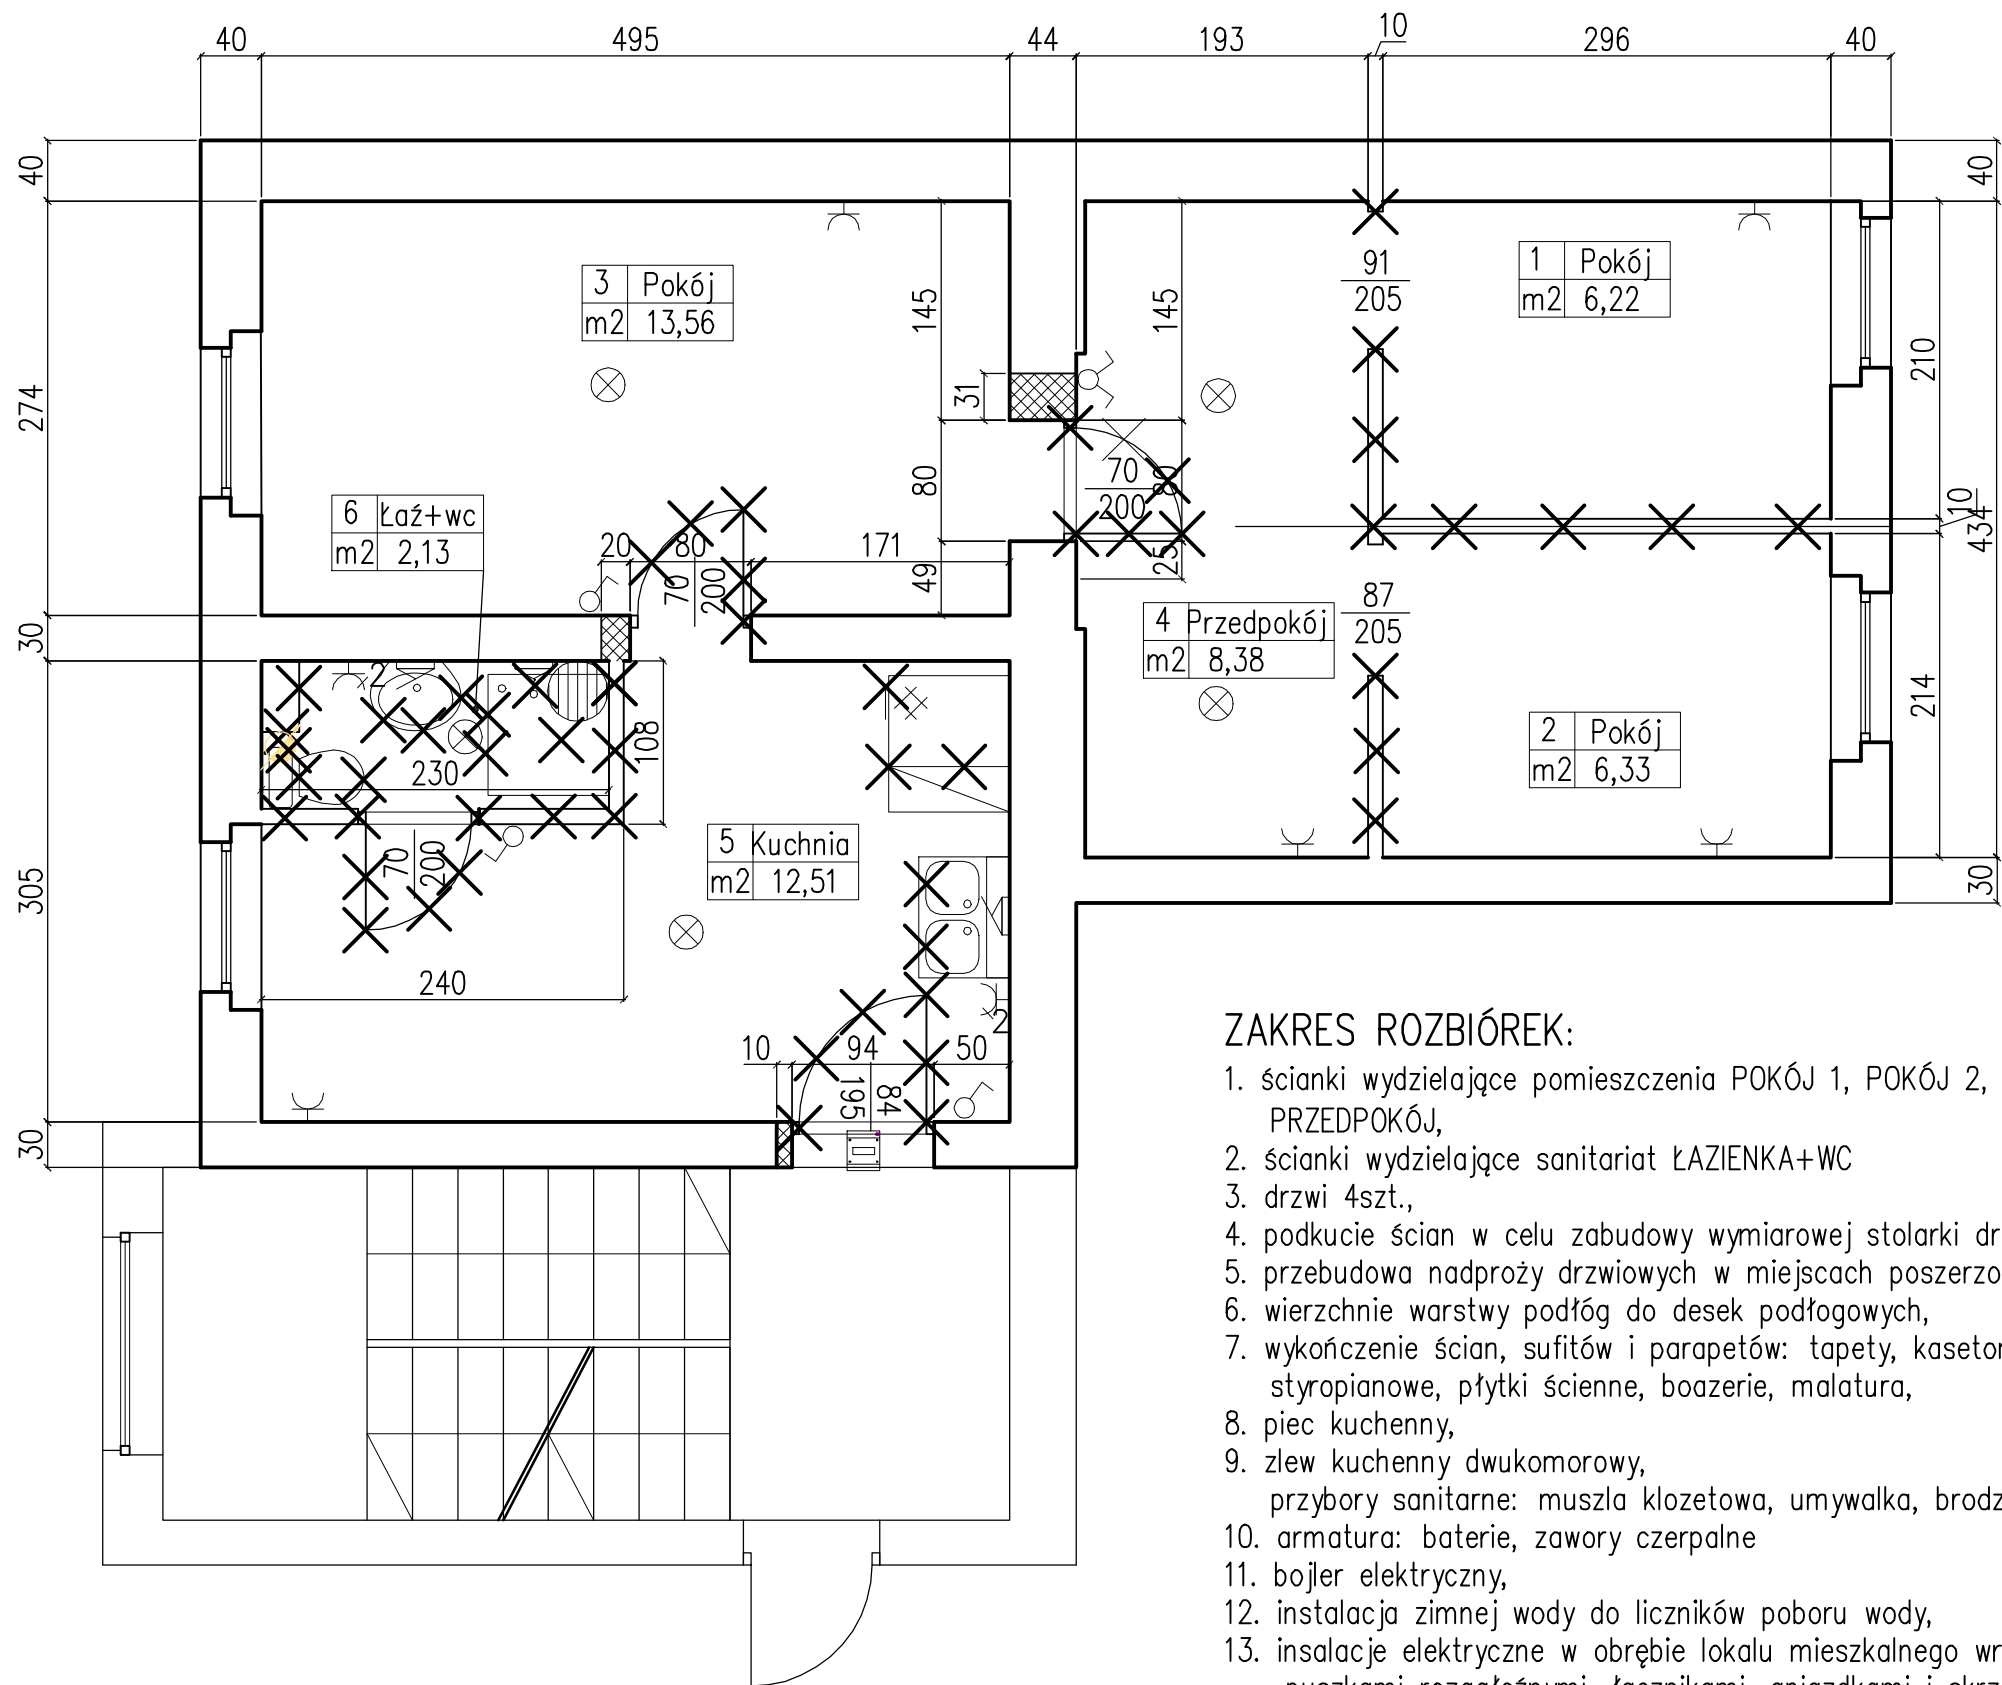 40
495
44
193
10
296
40
40
274
30
305
30
40
210
10
434
214
30
3 Pokój
m2 13,56
145
145
31
80
80
49
25
91
205
1 Pokój
m2 6,22
70
200
6 Łaź+wc
m2 2,13
20
80
171
70
200
4 Przedpokój
m2 8,38
87
205
2 Pokój
m2 6,33
2
230
108
70
200
5 Kuchnia
m2 12,51
240
2
10
94
50
84
195
ZAKRES ROZBIÓREK:
1. ścianki wydzielające pomieszczenia POKÓJ 1, POKÓJ 2,
PRZEDPOKÓJ,
2. ścianki wydzielające sanitariat ŁAZIENKA+WC
3. drzwi 4szt.,
4. podkucie ścian w celu zabudowy wymiarowej stolarki dr
5. przebudowa nadproży drzwiowych w miejscach poszerzo
6. wierzchnie warstwy podłóg do desek podłogowych,
7. wykończenie ścian, sufitów i parapetów: tapety, kaseton
styropianowe, płytki ścienne, boazerie, malatura,
8. piec kuchenny,
9. zlew kuchenny dwukomorowy,
przybory sanitarne: muszla klozetowa, umywalka, brodz
10. armatura: baterie, zawory czerpalne
11. bojler elektryczny,
12. instalacja zimnej wody do liczników poboru wody,
13. insalacje elektryczne w obrębie lokalu mieszkalnego wr